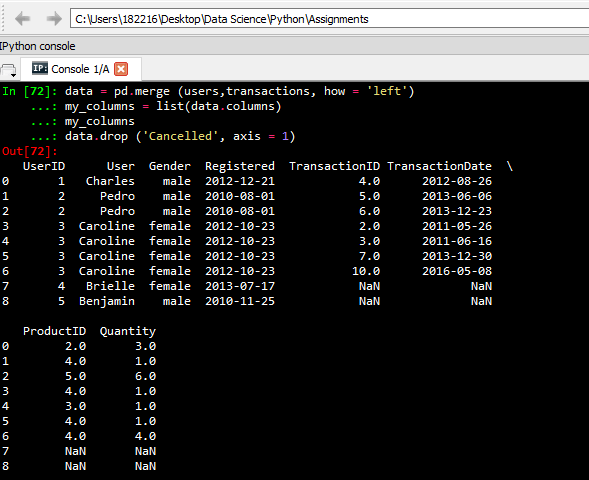 C:\Users\182216\Desktop\Data Science\Python\Assignments
IPython console
IP: Console 1/A
In [72]: data = pd.merge (users,transactions, how = 'left')
...: my_columns = list(data.columns)
...: my_columns
...: data.drop ('Cancelled', axis = 1)
Out[72]:
UserID User Gender Registered TransactionID TransactionDate \
0 1 Charles male 2012-12-21 4.0 2012-08-26
1 2 Pedro male 2010-08-01 5.0 2013-06-06
2 2 Pedro male 2010-08-01 6.0 2013-12-23
3 3 Caroline female 2012-10-23 2.0 2011-05-26
4 3 Caroline female 2012-10-23 3.0 2011-06-16
5 3 Caroline female 2012-10-23 7.0 2013-12-30
6 3 Caroline female 2012-10-23 10.0 2016-05-08
7 4 Brielle female 2013-07-17 NaN NaN
8 5 Benjamin male 2010-11-25 NaN NaN
ProductID Quantity
0 2.0 3.0
1 4.0 1.0
2 5.0 6.0
3 4.0 1.0
4 3.0 1.0
5 4.0 1.0
6 4.0 4.0
7 NaN NaN
8 NaN NaN